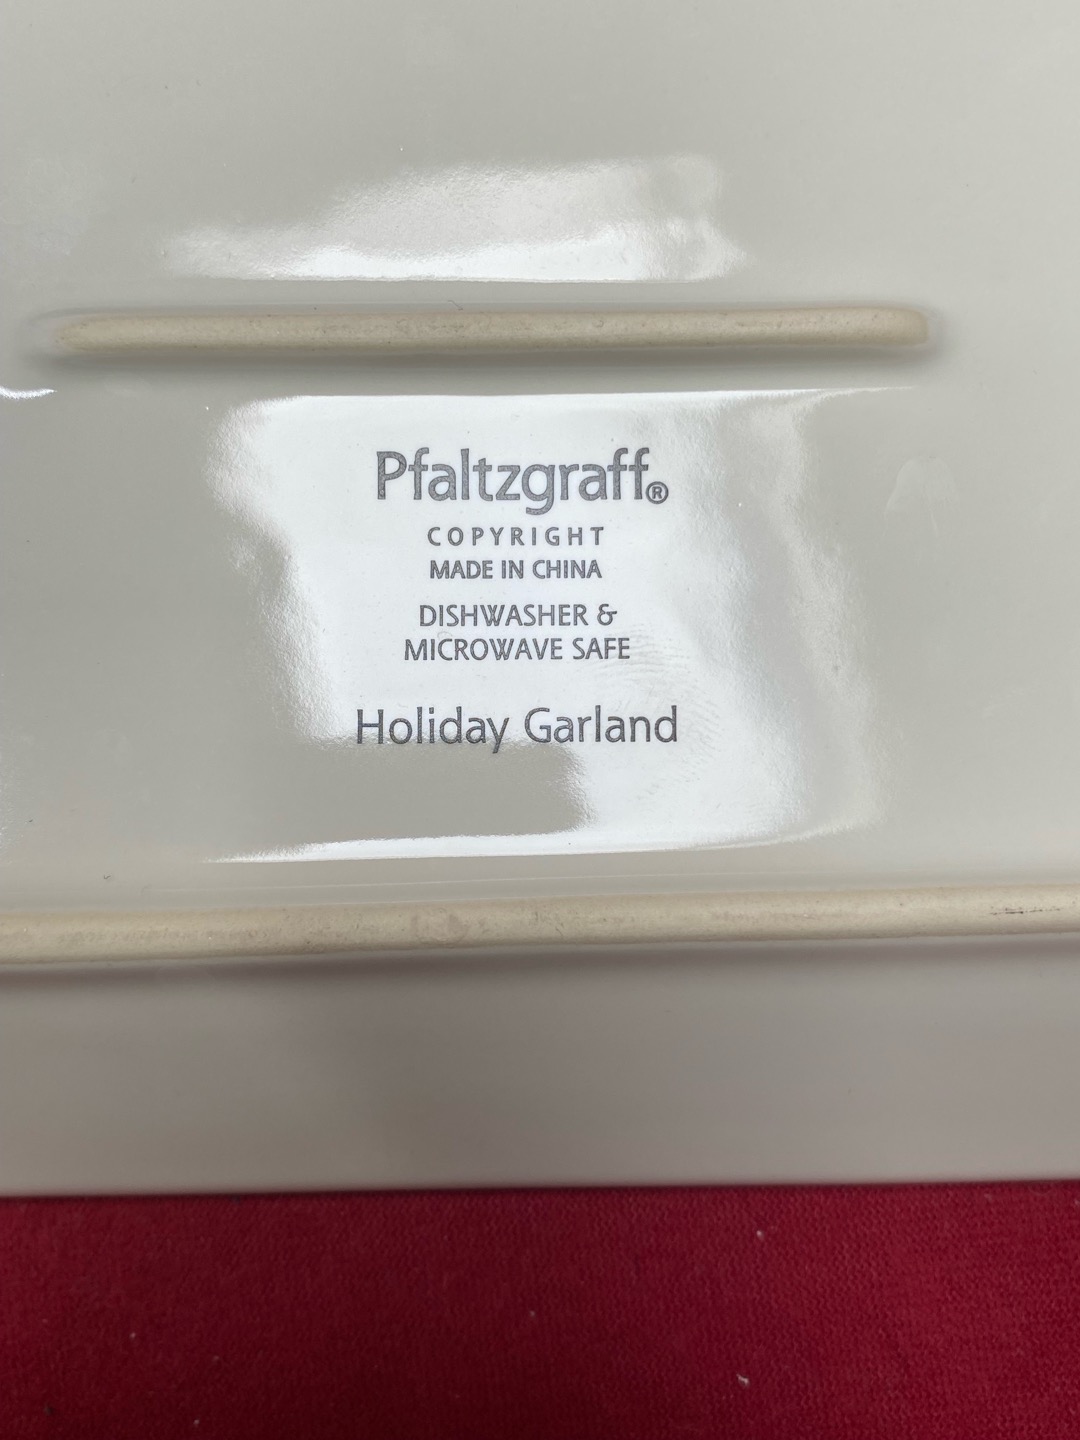 Pfaltzgraff®
COPYRIGHT
MADE IN CHINA
DISHWASHER &
MICROWAVE SAFE
Holiday Garland